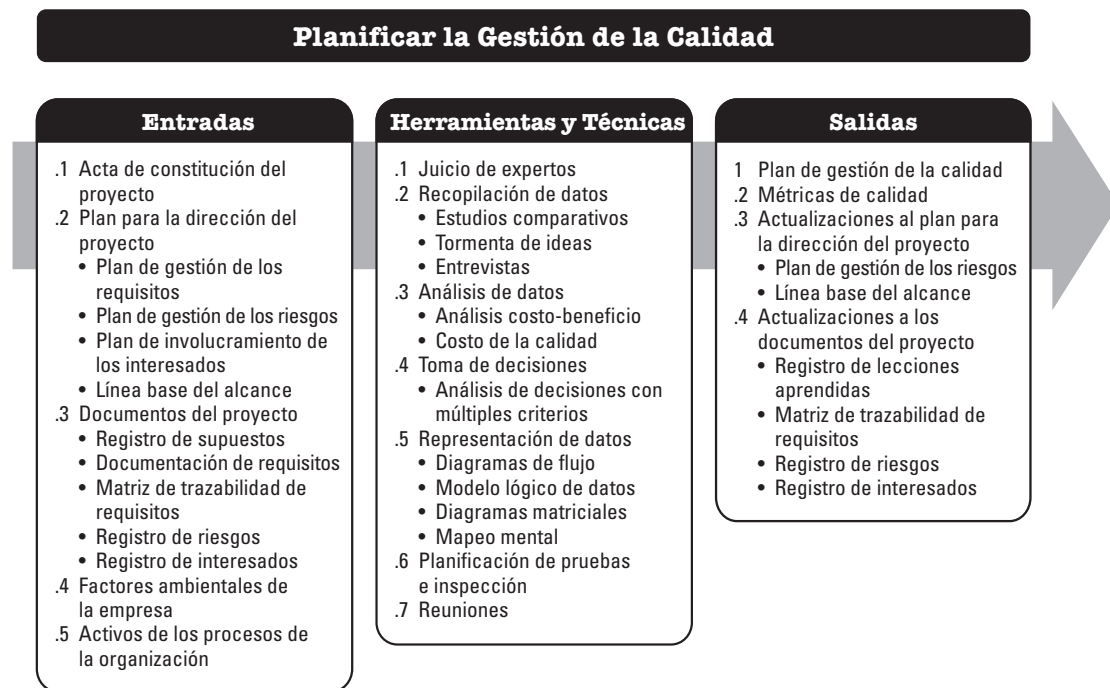 Planificar la Gestión de la Calidad
Entradas
.1 Acta de constitución del
proyecto
.2 Plan para la dirección del
proyecto
• Plan de gestión de los
requisitos
• Plan de gestión de los riesgos
• Plan de involucramiento de
los interesados
• Línea base del alcance
.3 Documentos del proyecto
• Registro de supuestos
• Documentación de requisitos
• Matriz de trazabilidad de
requisitos
• Registro de riesgos
• Registro de interesados
.4 Factores ambientales de
la empresa
.5 Activos de los procesos de
la organización
Herramientas y Técnicas
.1 Juicio de expertos
.2 Recopilación de datos
• Estudios comparativos
• Tormenta de ideas
• Entrevistas
.3 Análisis de datos
• Análisis costo-beneficio
• Costo de la calidad
.4 Toma de decisiones
• Análisis de decisiones con
múltiples criterios
.5 Representación de datos
• Diagramas de flujo
• Modelo lógico de datos
• Diagramas matriciales
• Mapeo mental
.6 Planificación de pruebas
e inspección
.7 Reuniones
Salidas
1 Plan de gestión de la calidad
.2 Métricas de calidad
.3 Actualizaciones al plan para
la dirección del proyecto
• Plan de gestión de los riesgos
• Línea base del alcance
.4 Actualizaciones a los
documentos del proyecto
• Registro de lecciones
aprendidas
• Matriz de trazabilidad de
requisitos
• Registro de riesgos
• Registro de interesados